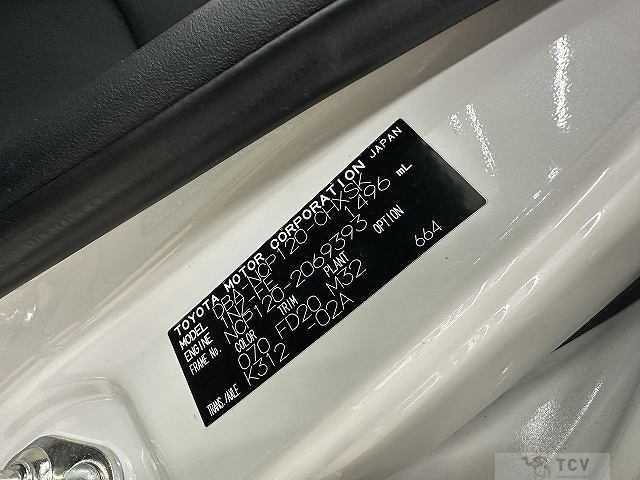 TOYOTA MOTOR CORPORATION JAPAN
MODEL DBA-NCP120-CHXSK
ENGINE 1NZ-FE 1496 mL
FRAME No. NCP120-2069393
COLOR TRIM PLANT OPTION
070 FD20 M32 664
TRANS./AXLE K312 -02A
TCV